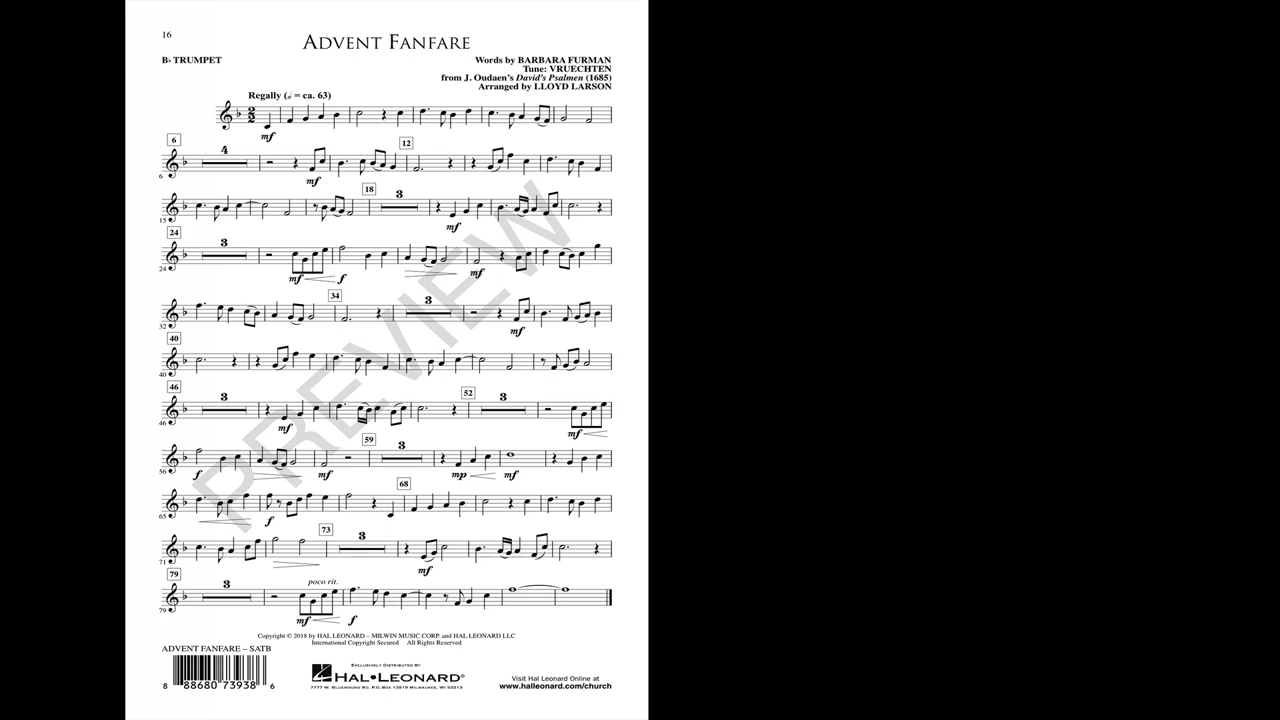 16
ADVENT FANFARE
B♭ TRUMPET
Words by BARBARA FURMAN
Tune: VRUECHTEN
from J. Oudaen's David's Psalmen (1685)
Arranged by LLOYD LARSON
Regally (𝅗𝅥 = ca. 63)
mf
6
4
12
6
mf
18
3
15
mf
24
3
24
mf f mf
34
3
32
mf
40
40
46
3
52
3
46
mf mf
59
3
56
f mf mp mf
68
65
f
73
3
71
mf
79
3
poco rit.
79
mf f
PREVIEW
Copyright © 2018 by HAL LEONARD – MILWIN MUSIC CORP. and HAL LEONARD LLC
International Copyright Secured All Rights Reserved
ADVENT FANFARE – SATB
8 88680 73938 6
EXCLUSIVELY DISTRIBUTED BY
HAL•LEONARD®
7777 W. BLUEMOUND RD. P.O. BOX 13819 MILWAUKEE, WI 53213
Visit Hal Leonard Online at
www.halleonard.com/church